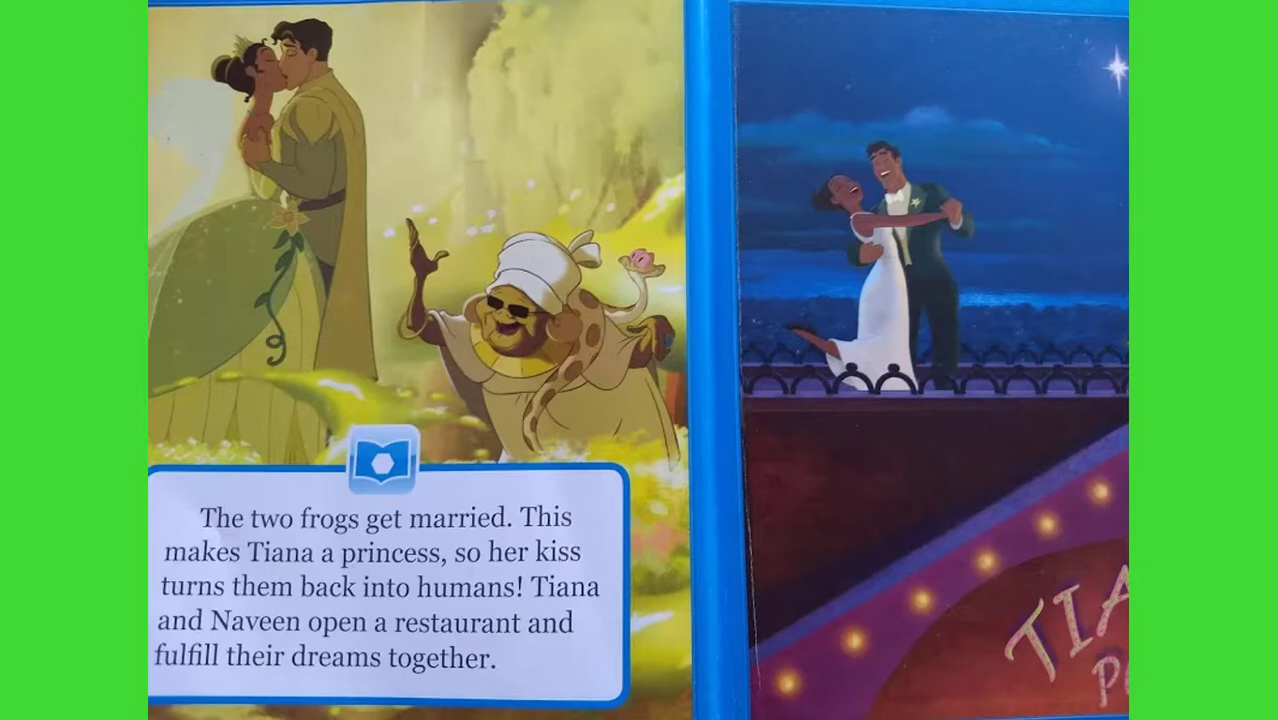 The two frogs get married. This
makes Tiana a princess, so her kiss
turns them back into humans! Tiana
and Naveen open a restaurant and
fulfill their dreams together.
TIA